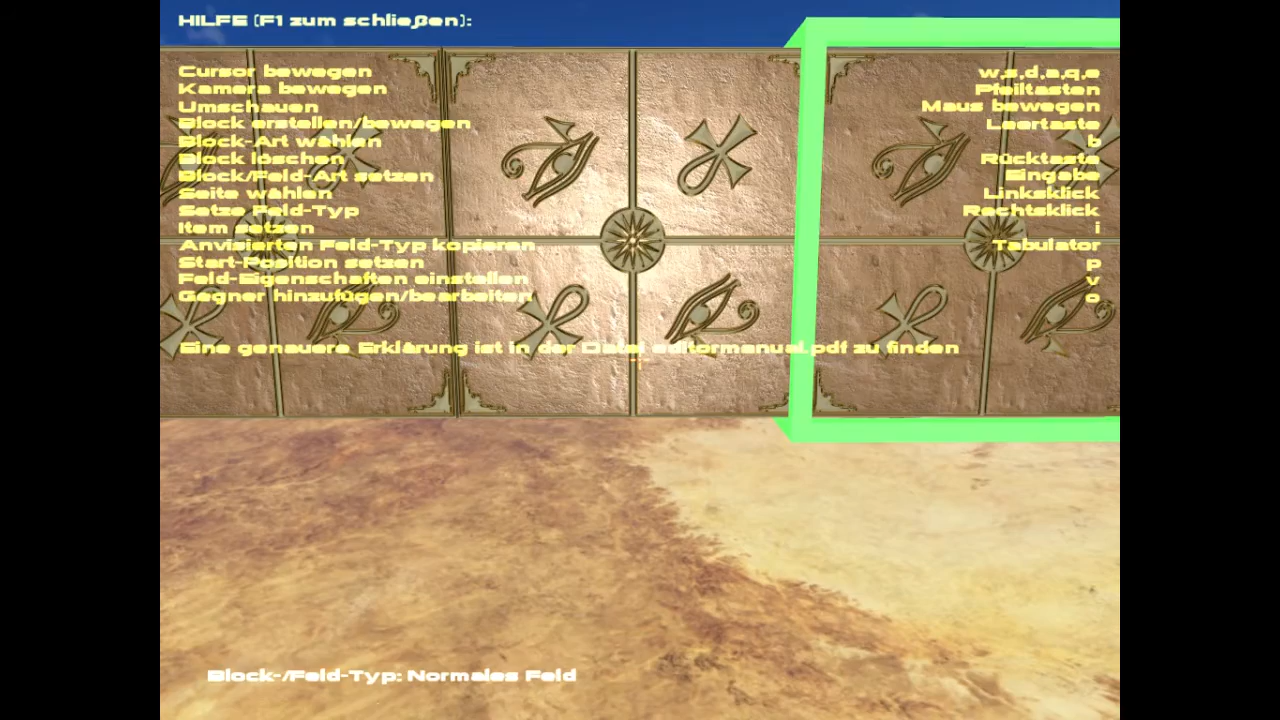 HILFE (F1 zum schließen):
Cursor bewegen w,s,d,a,q,e
Kamera bewegen Pfeiltasten
Umschauen Maus bewegen
Block erstellen/bewegen Leertaste
Block-Art wählen b
Block löschen Rücktaste
Block/Feld-Art setzen Eingabe
Seite wählen Linksklick
Setze Feld-Typ Rechtsklick
Item setzen i
Anvisierten Feld-Typ kopieren Tabulator
Start-Position setzen p
Feld-Eigenschaften einstellen v
Gegner hinzufügen/bearbeiten o
Eine genauere Erklärung ist in der Datei editormanual.pdf zu finden
Block-/Feld-Typ: Normales Feld